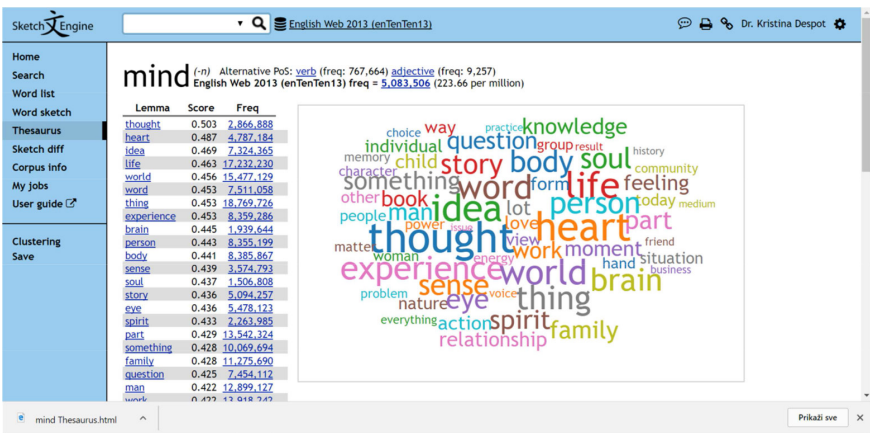 Sketch Engine
English Web 2013 (enTenTen13)
Dr. Kristina Despot
Home
Search
Word list
Word sketch
Thesaurus
Sketch diff
Corpus info
My jobs
User guide
Clustering
Save
mind (-n) Alternative PoS: verb (freq: 767,664) adjective (freq: 9,257)
English Web 2013 (enTenTen13) freq = 5,083,506 (223.66 per million)
Lemma Score Freq
thought 0.503 2,866,888
heart 0.487 4,787,184
idea 0.469 7,324,365
life 0.463 17,232,230
world 0.456 15,477,129
word 0.453 7,511,058
thing 0.453 18,769,726
experience 0.453 8,359,286
brain 0.445 1,939,644
person 0.443 8,355,199
body 0.441 8,385,867
sense 0.439 3,574,793
soul 0.437 1,506,808
story 0.436 5,094,257
eye 0.436 5,478,123
spirit 0.433 2,263,985
part 0.429 13,542,324
something 0.428 10,069,694
family 0.428 11,275,690
question 0.425 7,454,112
man 0.422 12,899,127
work 0.422 13,918,242
choice way practice knowledge
individual question group result
memory child story body soul history
character something word form life feeling community
other book idea lot person today medium
people man power issue love heart part
matter thought view work moment friend
woman experience energy world hand situation
sense brain business
problem nature eye voice thing
everything action spirit family
relationship
mind Thesaurus.html
Prikaži sve